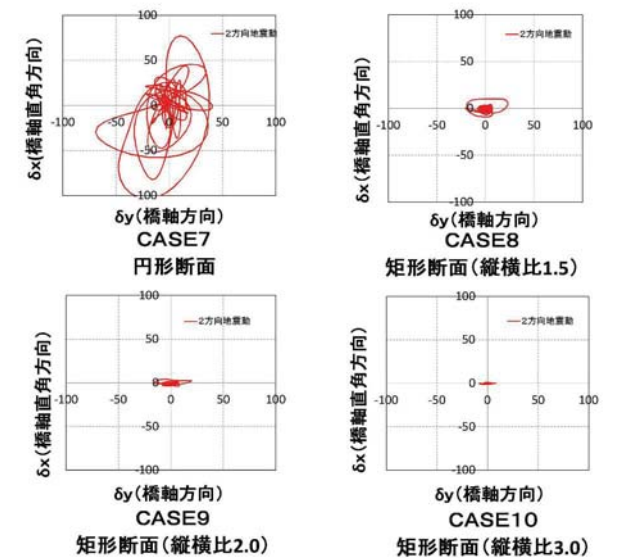 100
2方向地震動
50
0
-100
-50
0
50
100
-50
-100
δx(橋軸直角方向)
δy(橋軸方向)
CASE7
円形断面
100
2方向地震動
50
0
-100
-50
0
50
100
-50
-100
δx(橋軸直角方向)
δy(橋軸方向)
CASE8
矩形断面(縦横比1.5)
100
2方向地震動
50
0
-100
-50
0
50
100
-50
-100
δx(橋軸直角方向)
δy(橋軸方向)
CASE9
矩形断面(縦横比2.0)
100
2方向地震動
50
0
-100
-50
0
50
100
-50
-100
δx(橋軸直角方向)
δy(橋軸方向)
CASE10
矩形断面(縦横比3.0)